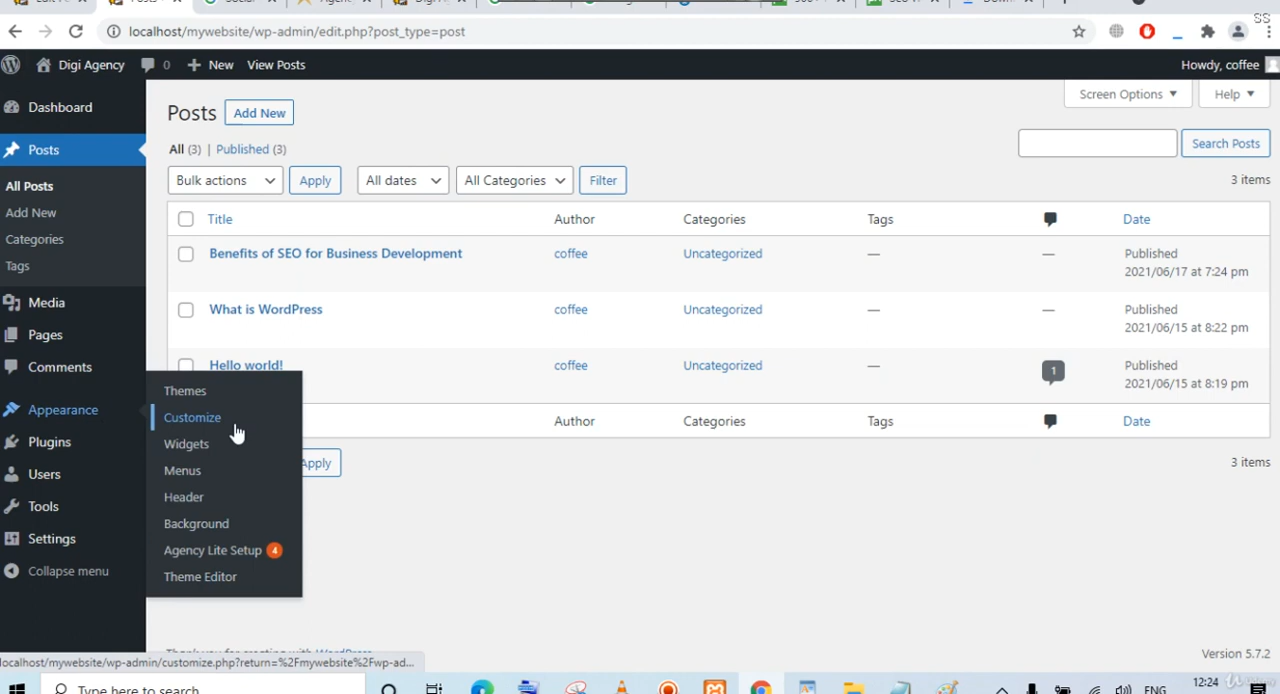 SS
localhost/mywebsite/wp-admin/edit.php?post_type=post
Digi Agency 0 New View Posts Howdy, coffee
Dashboard
Posts
All Posts
Add New
Categories
Tags
Media
Pages
Comments
Appearance
Plugins
Users
Tools
Settings
Collapse menu
Themes
Customize
Widgets
Menus
Header
Background
Agency Lite Setup 4
Theme Editor
Screen Options Help
Posts Add New
All (3) | Published (3)
Search Posts
Bulk actions Apply All dates All Categories Filter 3 items
Title Author Categories Tags Date
Benefits of SEO for Business Development coffee Uncategorized — — Published
2021/06/17 at 7:24 pm
What is WordPress coffee Uncategorized — — Published
2021/06/15 at 8:22 pm
Hello world! coffee Uncategorized 1 Published
2021/06/15 at 8:19 pm
Author Categories Tags Date
Apply 3 items
Version 5.7.2
localhost/mywebsite/wp-admin/customize.php?return=%2Fmywebsite%2Fwp-ad...
Type here to search
ENG
12:24